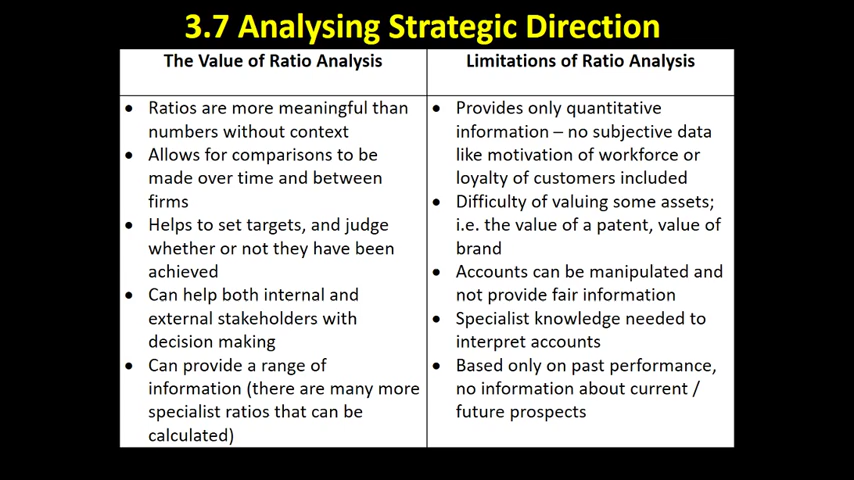 3.7 Analysing Strategic Direction
The Value of Ratio Analysis
• Ratios are more meaningful than
numbers without context
• Allows for comparisons to be
made over time and between
firms
• Helps to set targets, and judge
whether or not they have been
achieved
• Can help both internal and
external stakeholders with
decision making
• Can provide a range of
information (there are many more
specialist ratios that can be
calculated)
Limitations of Ratio Analysis
• Provides only quantitative
information – no subjective data
like motivation of workforce or
loyalty of customers included
• Difficulty of valuing some assets;
i.e. the value of a patent, value of
brand
• Accounts can be manipulated and
not provide fair information
• Specialist knowledge needed to
interpret accounts
• Based only on past performance,
no information about current /
future prospects